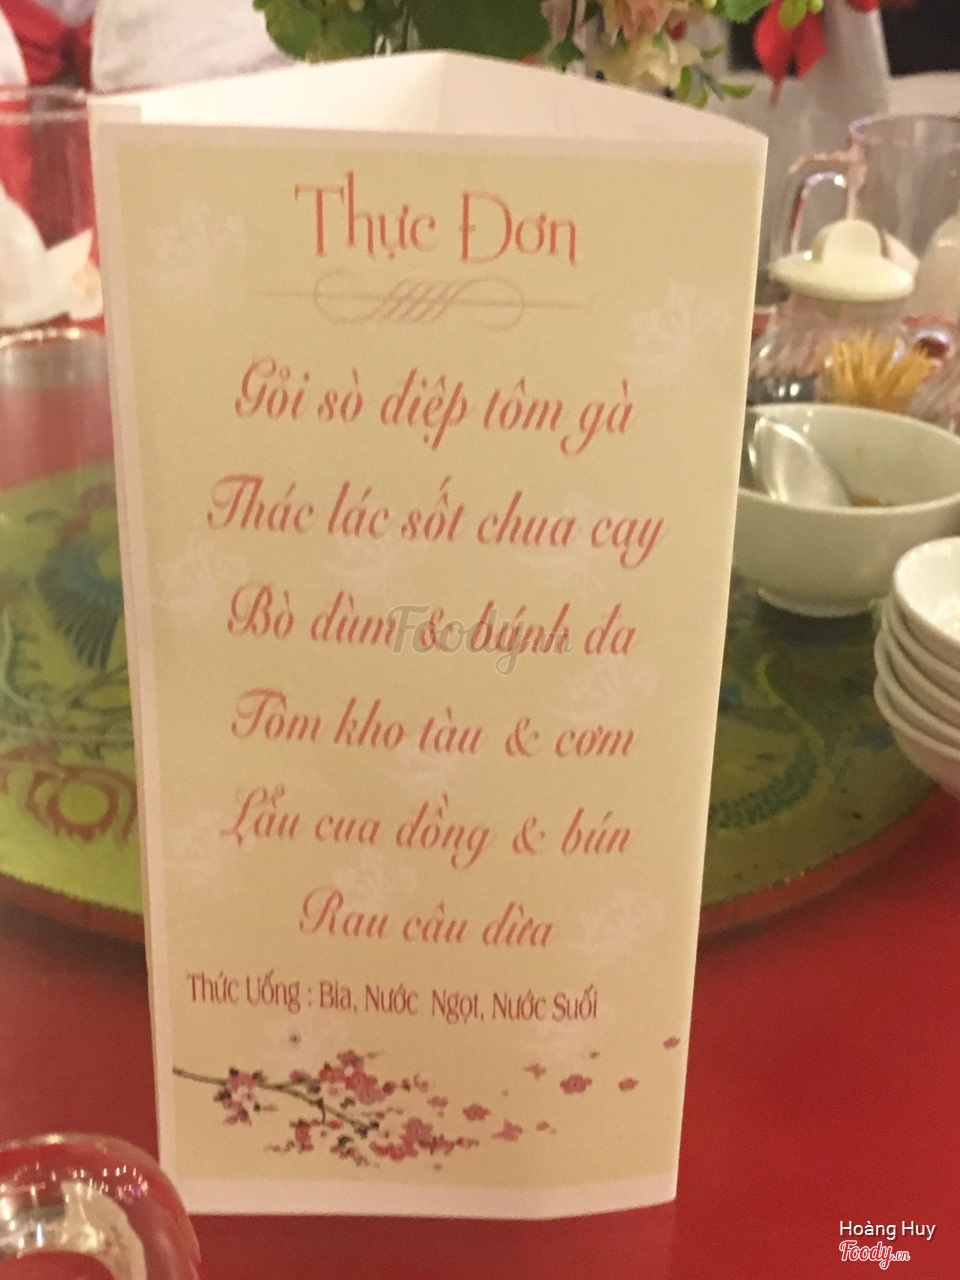 Thực Đơn
Gỏi sò điệp tôm gà
Thác lác sốt chua cay
Bò đùm & bánh đa
Tôm kho tàu & cơm
Lẩu cua đồng & bún
Rau câu dừa
Thức Uống : Bia, Nước Ngọt, Nước Suối
Foody.vn
Hoàng Huy
Foody.vn